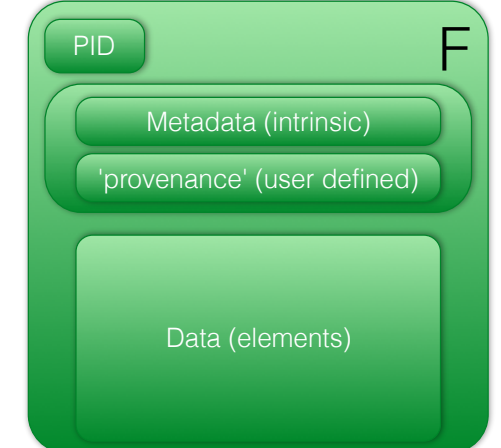 PID
F
Metadata (intrinsic)
'provenance' (user defined)
Data (elements)